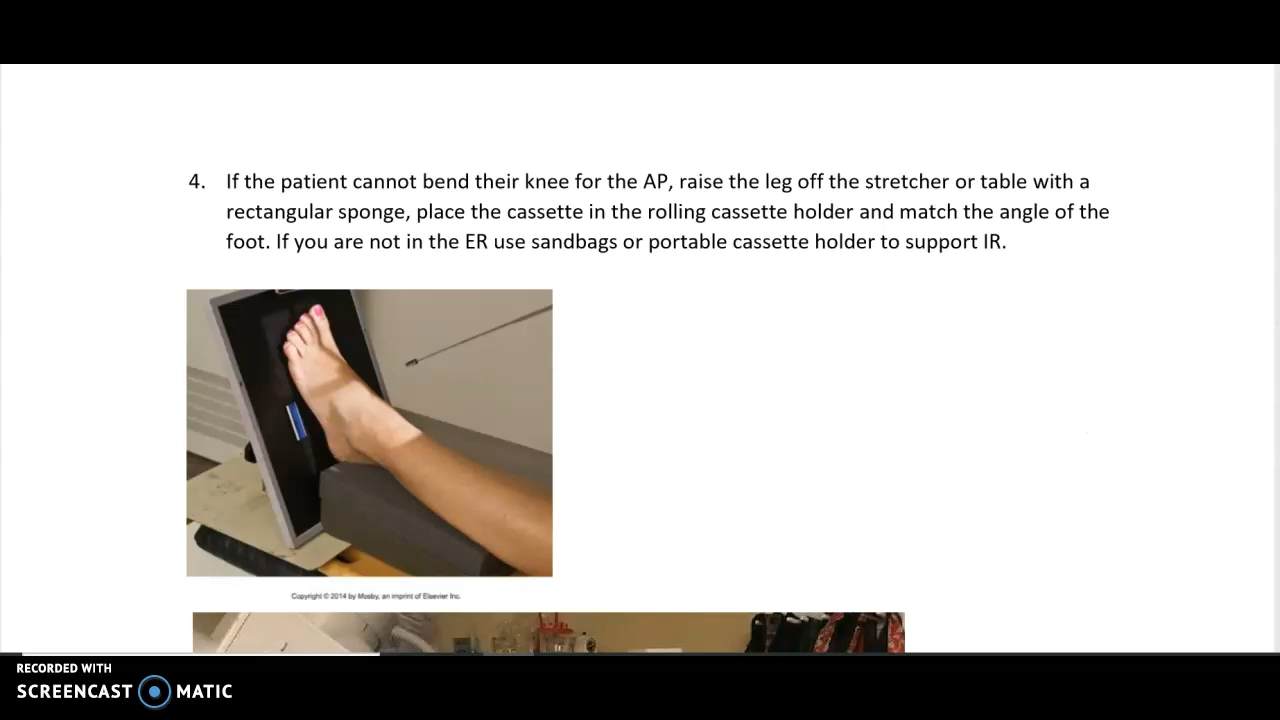 4. If the patient cannot bend their knee for the AP, raise the leg off the stretcher or table with a
rectangular sponge, place the cassette in the rolling cassette holder and match the angle of the
foot. If you are not in the ER use sandbags or portable cassette holder to support IR.
Copyright © 2014 by Mosby, an imprint of Elsevier Inc.
RECORDED WITH
SCREENCAST MATIC